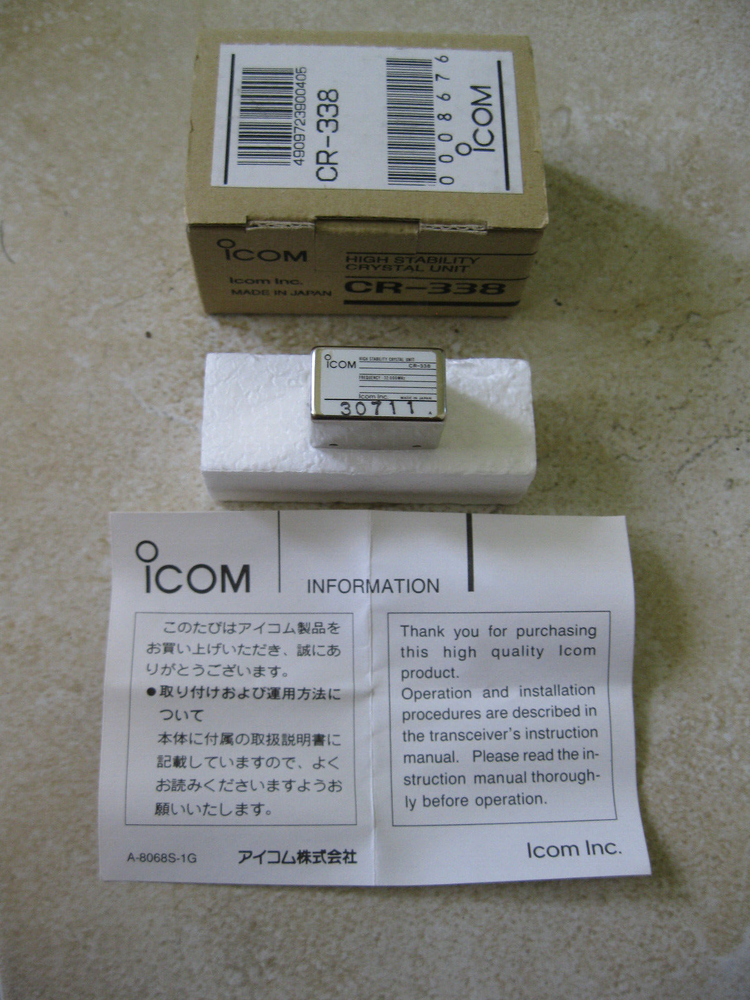 4909723900405
CR-338
0008676
ICOM
ICOM
HIGH STABILITY
CRYSTAL UNIT
Icom Inc.
MADE IN JAPAN
CR-338
ICOM
HIGH STABILITY CRYSTAL UNIT
CR-338
Icom Inc.
MADE IN JAPAN
30711
ICOM
INFORMATION
このたびはアイコム製品を
お買い上げいただき、誠にあ
りがとうございます。
●取り付けおよび運用方法に
ついて
本体に付属の取扱説明書に
記載していますので、よく
お読みくださいますようお
願いいたします。
A-8068S-1G
アイコム株式会社
Thank you for purchasing
this high quality Icom
product.
Operation and installation
procedures are described in
the transceiver's instruction
manual. Please read the in-
struction manual thorough-
ly before operation.
Icom Inc.